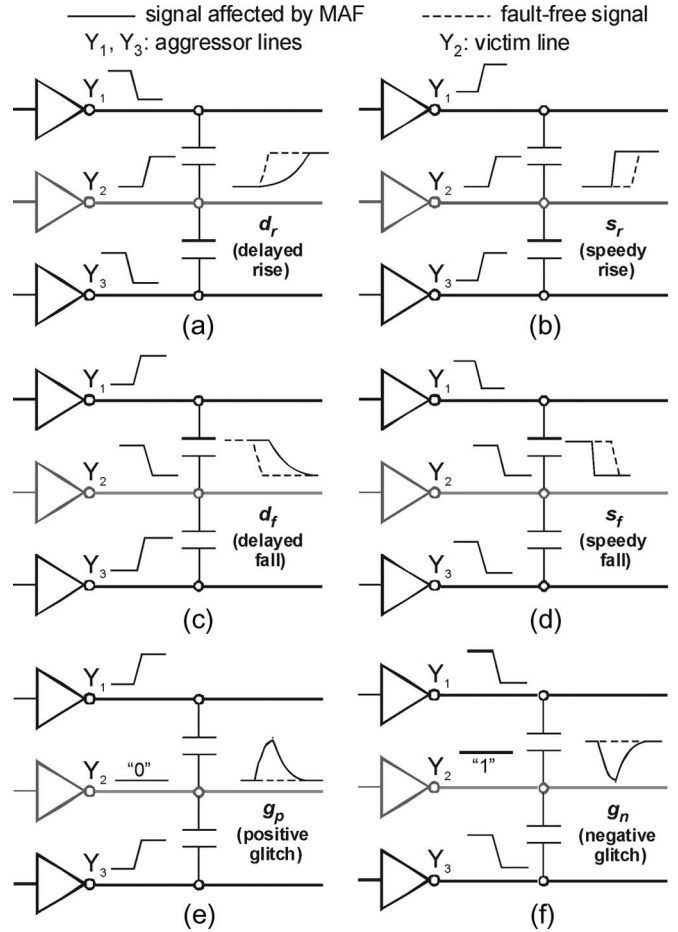 signal affected by MAF fault-free signal
Y1, Y3: aggressor lines Y2: victim line
Y1
Y2
dr
(delayed
rise)
Y3
(a)
Y1
Y2
sr
(speedy
rise)
Y3
(b)
Y1
Y2
df
(delayed
fall)
Y3
(c)
Y1
Y2
sf
(speedy
fall)
Y3
(d)
Y1
Y2 “0”
gp
(positive
glitch)
Y3
(e)
Y1
Y2 “1”
gn
(negative
glitch)
Y3
(f)